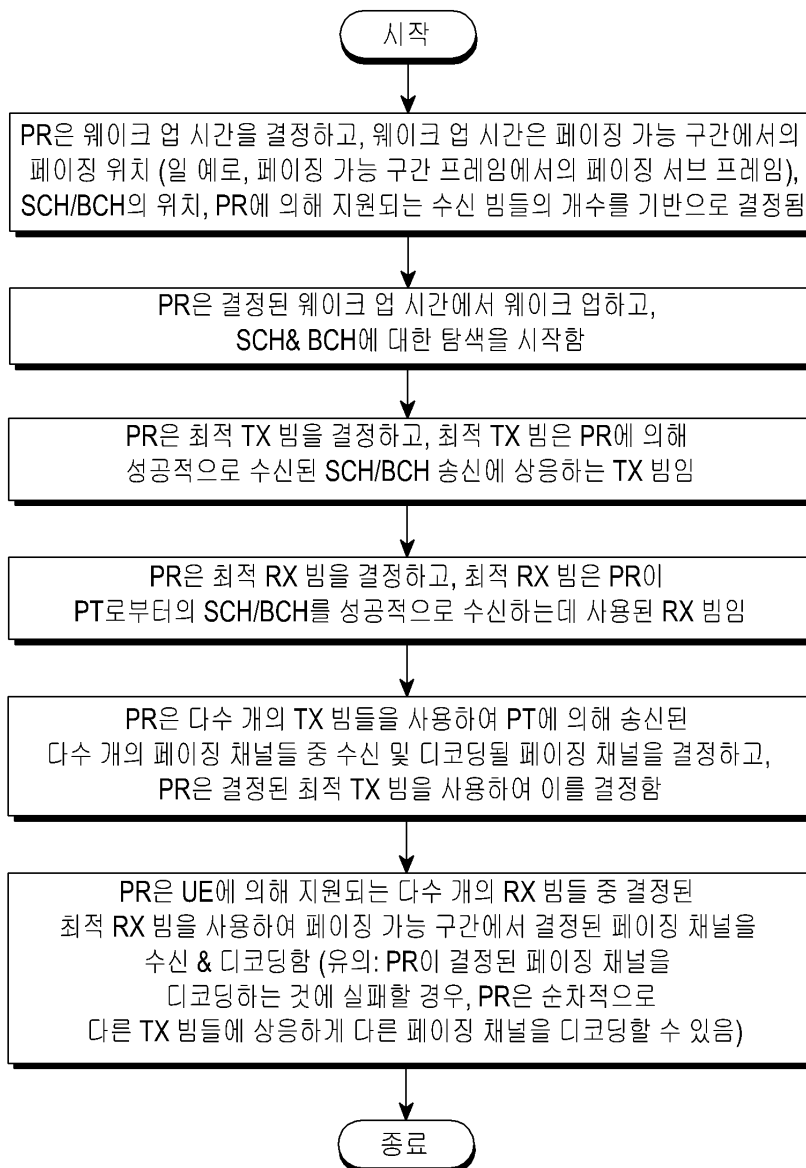 시작
PR은 웨이크 업 시간을 결정하고, 웨이크 업 시간은 페이징 가능 구간에서의
페이징 위치 (일 예로, 페이징 가능 구간 프레임에서의 페이징 서브 프레임),
SCH/BCH의 위치, PR에 의해 지원되는 수신 빔들의 개수를 기반으로 결정됨
PR은 결정된 웨이크 업 시간에서 웨이크 업하고,
SCH& BCH에 대한 탐색을 시작함
PR은 최적 TX 빔을 결정하고, 최적 TX 빔은 PR에 의해
성공적으로 수신된 SCH/BCH 송신에 상응하는 TX 빔임
PR은 최적 RX 빔을 결정하고, 최적 RX 빔은 PR이
PT로부터의 SCH/BCH를 성공적으로 수신하는데 사용된 RX 빔임
PR은 다수 개의 TX 빔들을 사용하여 PT에 의해 송신된
다수 개의 페이징 채널들 중 수신 및 디코딩될 페이징 채널을 결정하고,
PR은 결정된 최적 TX 빔을 사용하여 이를 결정함
PR은 UE에 의해 지원되는 다수 개의 RX 빔들 중 결정된
최적 RX 빔을 사용하여 페이징 가능 구간에서 결정된 페이징 채널을
수신 & 디코딩함 (유의: PR이 결정된 페이징 채널을
디코딩하는 것에 실패할 경우, PR은 순차적으로
다른 TX 빔들에 상응하게 다른 페이징 채널을 디코딩할 수 있음)
종료